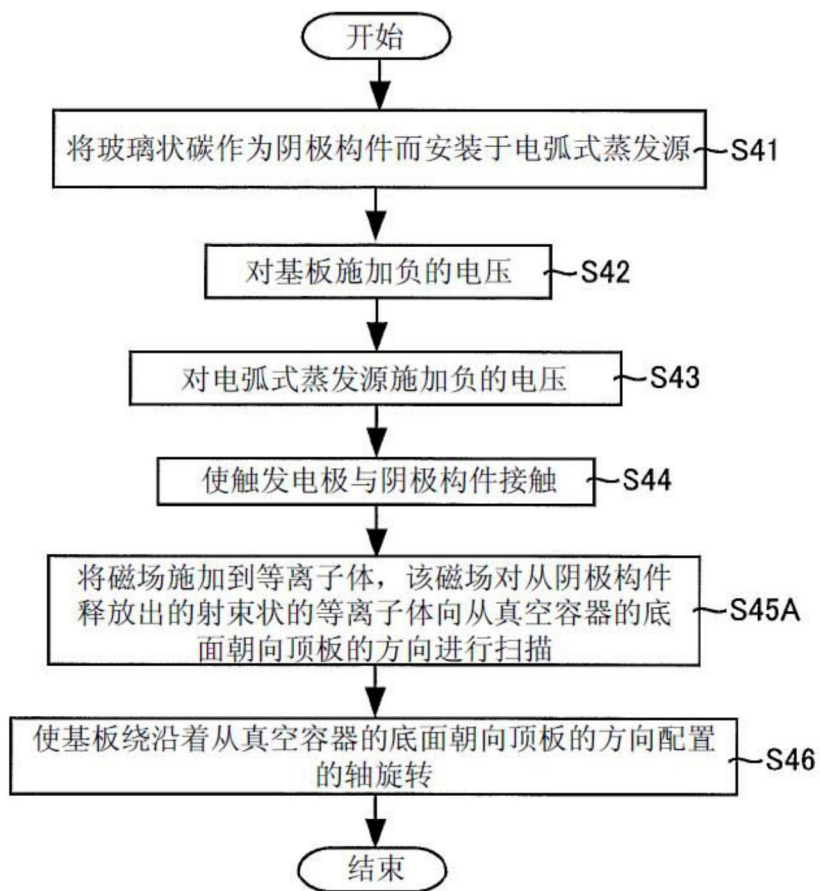 开始
将玻璃状碳作为阴极构件而安装于电弧式蒸发源
S41
对基板施加负的电压
S42
对电弧式蒸发源施加负的电压
S43
使触发电极与阴极构件接触
S44
将磁场施加到等离子体，该磁场对从阴极构件
释放出的射束状的等离子体向从真空容器的底
面朝向顶板的方向进行扫描
S45A
使基板绕沿着从真空容器的底面朝向顶板的方向配置
的轴旋转
S46
结束